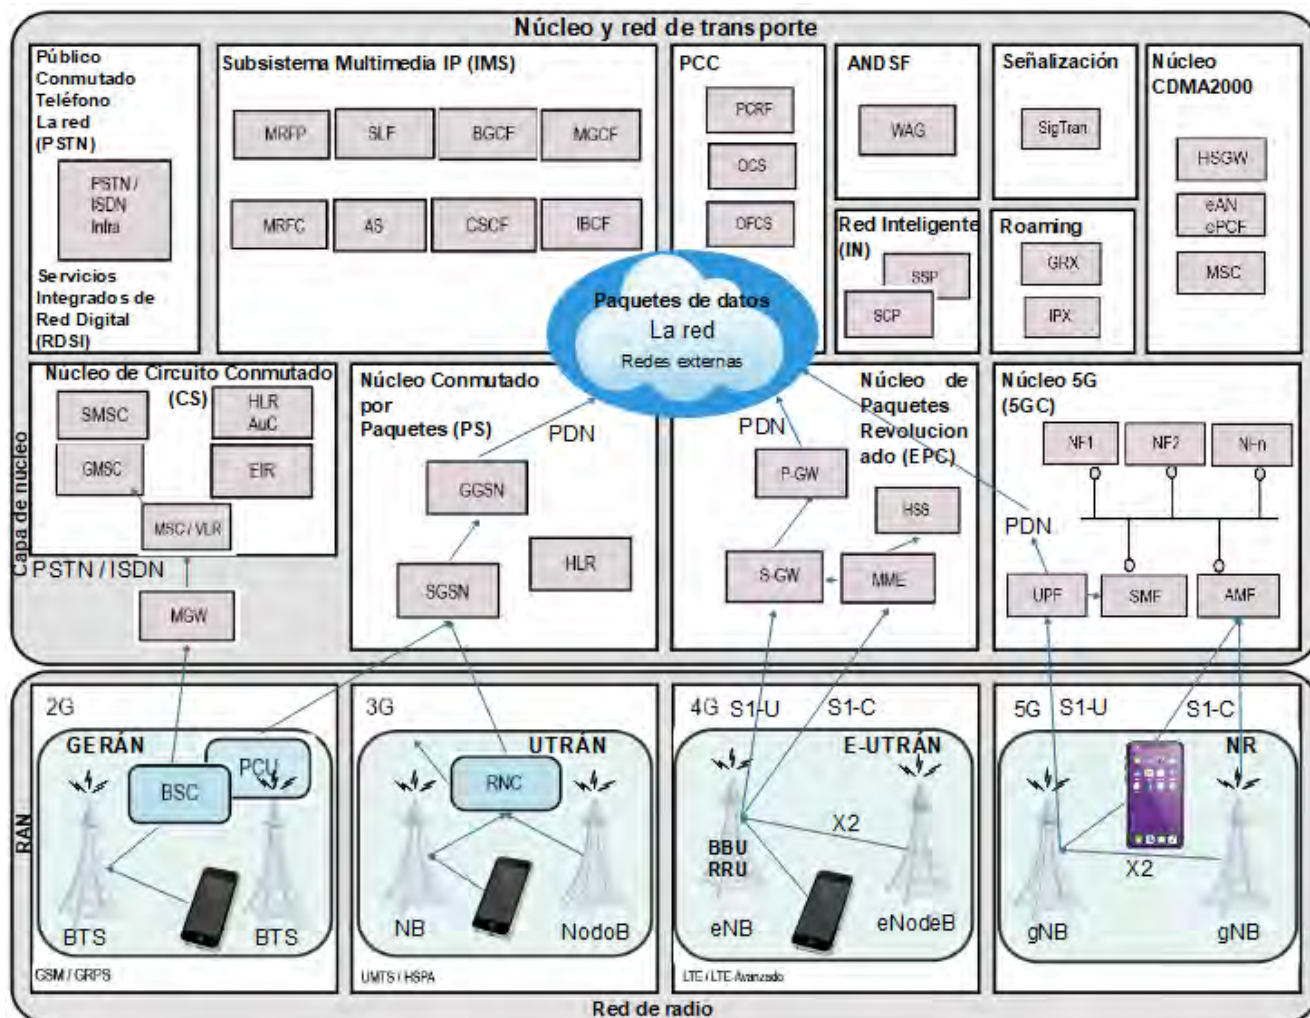 Núcleo y red de transporte
Público
Conmutado
Teléfono
La red
(PSTN)
PSTN /
ISDN
Infra
Servicios
Integrados de
Red Digital
(RDSI)
Subsistema Multimedia IP (IMS)
MRFP
SLF
BGCF
MGCF
MRFC
AS
CSCF
IBCF
PCC
PCRF
OCS
OFCS
ANDSF
WAG
Red Inteligente
(IN)
SSP
SCP
Señalización
SigTran
Roaming
GRX
IPX
Núcleo
CDMA2000
HSGW
eAN
ePCF
MSC
Paquetes de datos
La red
Redes externas
Capa de núcleo
Núcleo de Circuito Conmutado
(CS)
SMSC
HLR
AuC
GMSC
EIR
MSC / VLR
PSTN / ISDN
MGW
Núcleo Conmutado
por
Paquetes (PS)
PDN
GGSN
SGSN
HLR
PDN
Núcleo de
Paquetes
Revolucion
ado (EPC)
P-GW
HSS
S-GW
MME
Núcleo 5G
(5GC)
NF1
NF2
NFn
PDN
UPF
SMF
AMF
RAN
2G
GERÁN
PCU
BSC
BTS
BTS
GSM / GRPS
3G
UTRÁN
RNC
NB
NodoB
UMTS / HSPA
4G
S1-U
S1-C
E-UTRÁN
X2
BBU
RRU
eNB
eNodeB
LTE / LTE-Avanzado
5G
S1-U
S1-C
NR
X2
gNB
gNB
Red de radio